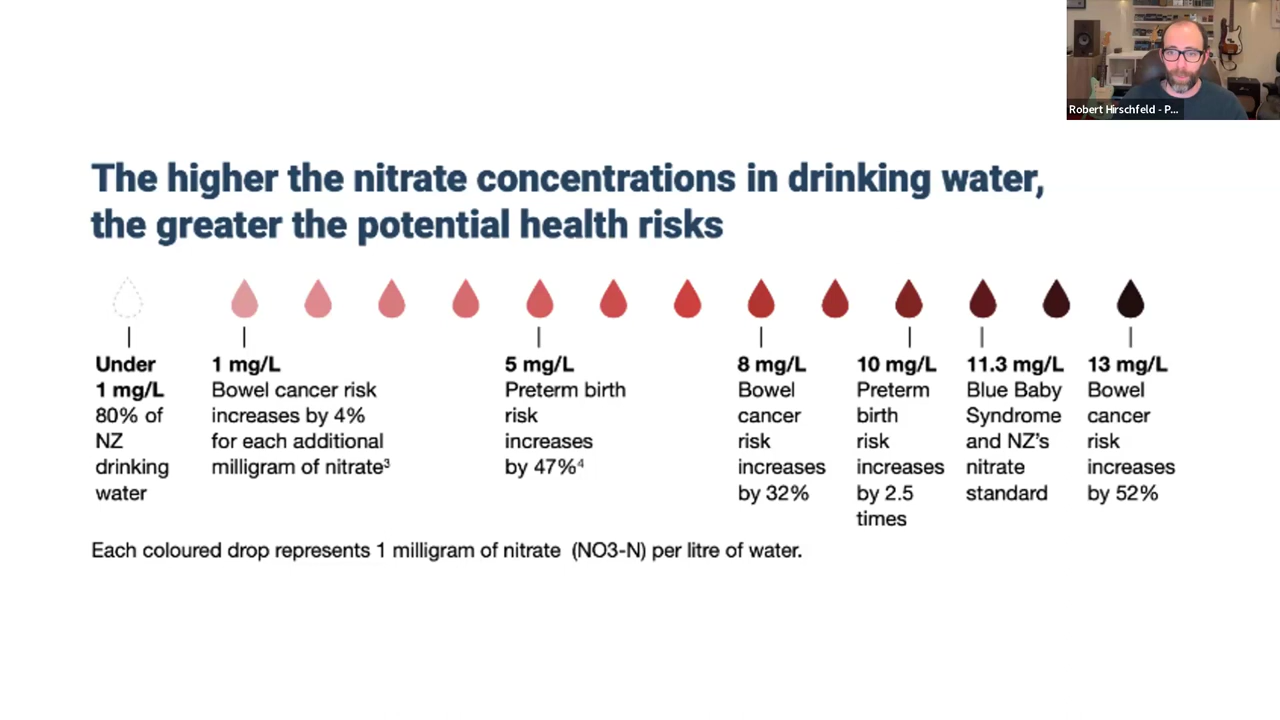 Robert Hirschfeld - P...
The higher the nitrate concentrations in drinking water,
the greater the potential health risks
Under
1 mg/L
80% of
NZ
drinking
water
1 mg/L
Bowel cancer risk
increases by 4%
for each additional
milligram of nitrate³
5 mg/L
Preterm birth
risk
increases
by 47%⁴
8 mg/L
Bowel
cancer
risk
increases
by 32%
10 mg/L
Preterm
birth
risk
increases
by 2.5
times
11.3 mg/L
Blue Baby
Syndrome
and NZ's
nitrate
standard
13 mg/L
Bowel
cancer
risk
increases
by 52%
Each coloured drop represents 1 milligram of nitrate (NO3-N) per litre of water.